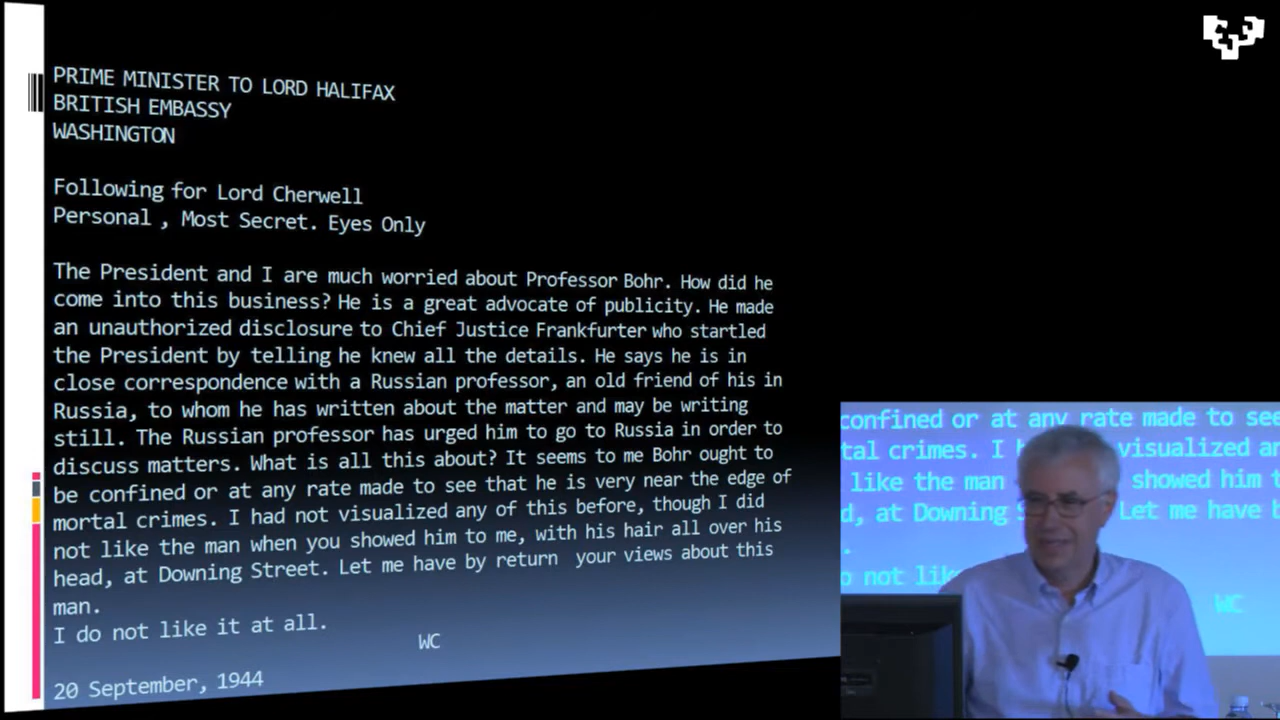 PRIME MINISTER TO LORD HALIFAX
BRITISH EMBASSY
WASHINGTON
Following for Lord Cherwell
Personal , Most Secret. Eyes Only
The President and I are much worried about Professor Bohr. How did he
come into this business? He is a great advocate of publicity. He made
an unauthorized disclosure to Chief Justice Frankfurter who startled
the President by telling he knew all the details. He says he is in
close correspondence with a Russian professor, an old friend of his in
Russia, to whom he has written about the matter and may be writing
still. The Russian professor has urged him to go to Russia in order to
discuss matters. What is all this about? It seems to me Bohr ought to
be confined or at any rate made to see that he is very near the edge of
mortal crimes. I had not visualized any of this before, though I did
not like the man when you showed him to me, with his hair all over his
head, at Downing Street. Let me have by return your views about this
man.
I do not like it at all.
WC
20 September, 1944
confined or at any rate made to see
tal crimes. I h visualized an
like the man showed him t
d, at Downing S Let me have b
.
o not lik
WC